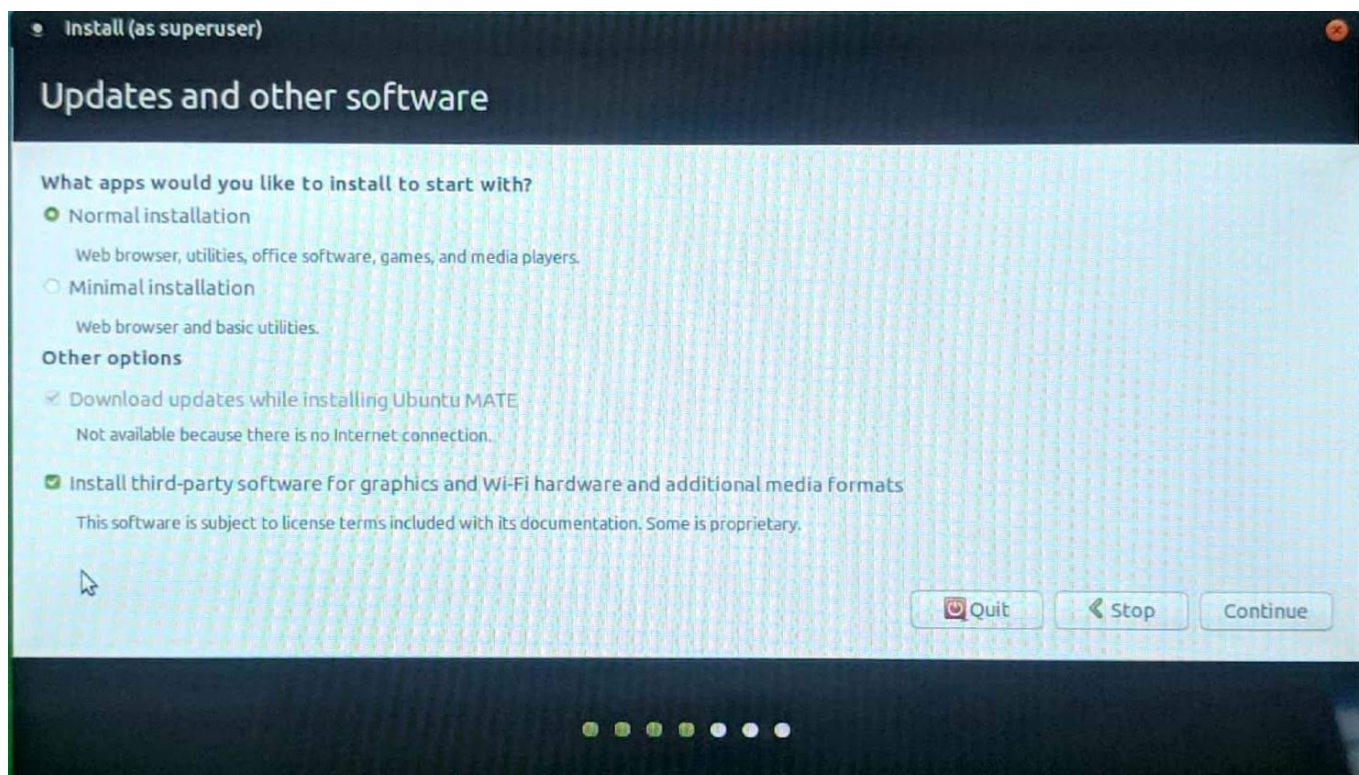 Install (as superuser)
Updates and other software
What apps would you like to install to start with?
Normal installation
Web browser, utilities, office software, games, and media players.
Minimal installation
Web browser and basic utilities.
Other options
Download updates while installing Ubuntu MATE
Not available because there is no Internet connection.
Install third-party software for graphics and Wi-Fi hardware and additional media formats
This software is subject to license terms included with its documentation. Some is proprietary.
Quit Stop Continue